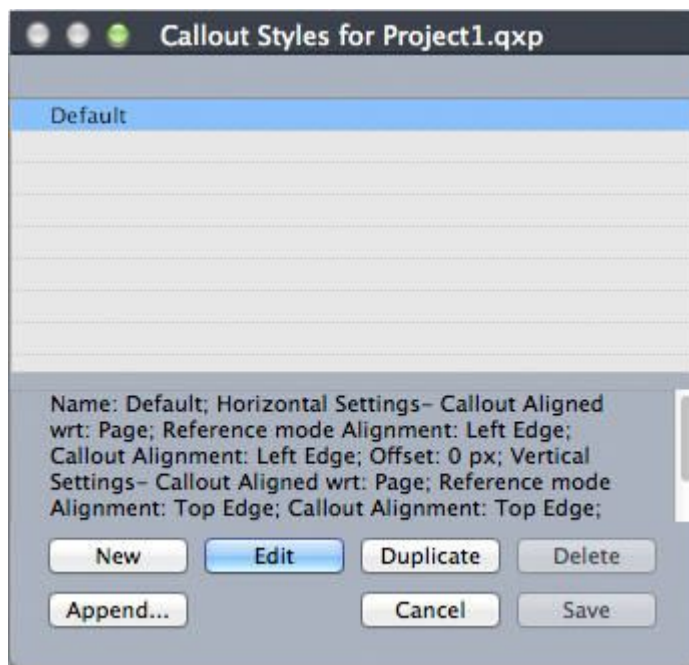 Callout Styles for Project1.qxp
Default
Name: Default; Horizontal Settings– Callout Aligned
wrt: Page; Reference mode Alignment: Left Edge;
Callout Alignment: Left Edge; Offset: 0 px; Vertical
Settings– Callout Aligned wrt: Page; Reference mode
Alignment: Top Edge; Callout Alignment: Top Edge;
New Edit Duplicate Delete
Append... Cancel Save